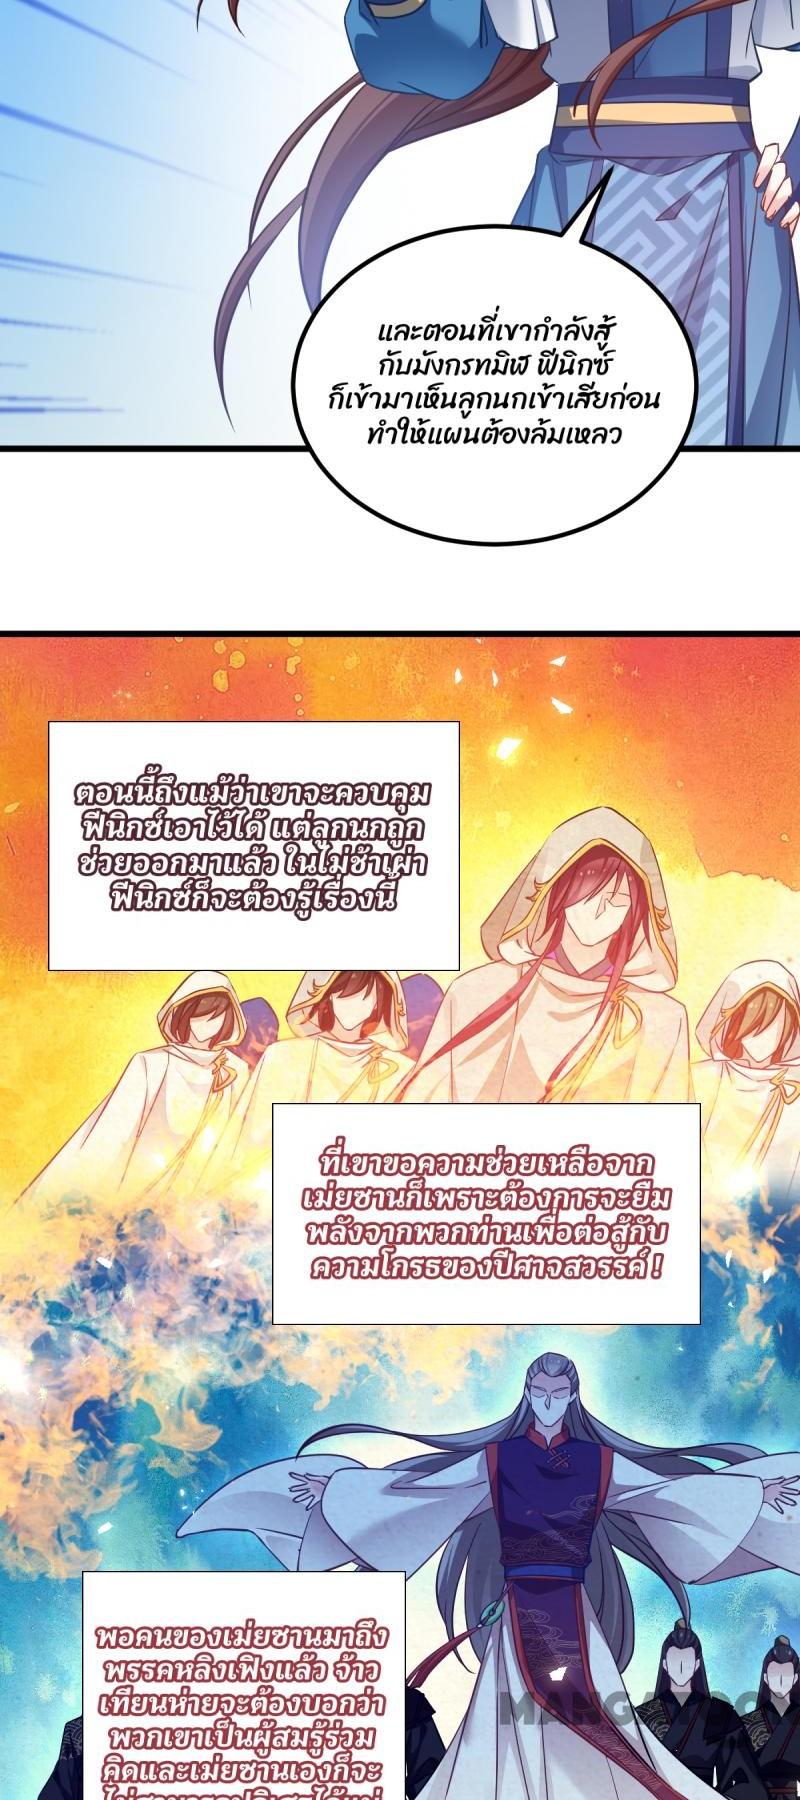 และตอนที่เขากำลังสู้
กับมังกรทมิฬ ฟีนิกซ์
ก็เข้ามาเห็นลูกนกเข้าเสียก่อน
ทำให้แผนต้องล้มเหลว
ตอนนี้ถึงแม้ว่าเขาจะควบคุม
ฟีนิกซ์เอาไว้ได้ แต่ลูกนกถูก
ช่วยออกมาแล้ว ในไม่ช้าเผ่า
ฟีนิกซ์ก็จะต้องรู้เรื่องนี้
ที่เขาขอความช่วยเหลือจาก
เม่ยซานก็เพราะต้องการจะยืม
พลังจากพวกท่านเพื่อต่อสู้กับ
ความโกรธของปีศาจสวรรค์ !
พอคนของเม่ยซานมาถึง
พรรคหลิงเฟิงแล้ว จ้าว
เทียนห่ายจะต้องบอกว่า
พวกเขาเป็นผู้สมรู้ร่วม
คิดและเม่ยซานเองก็จะ
MANGATOON